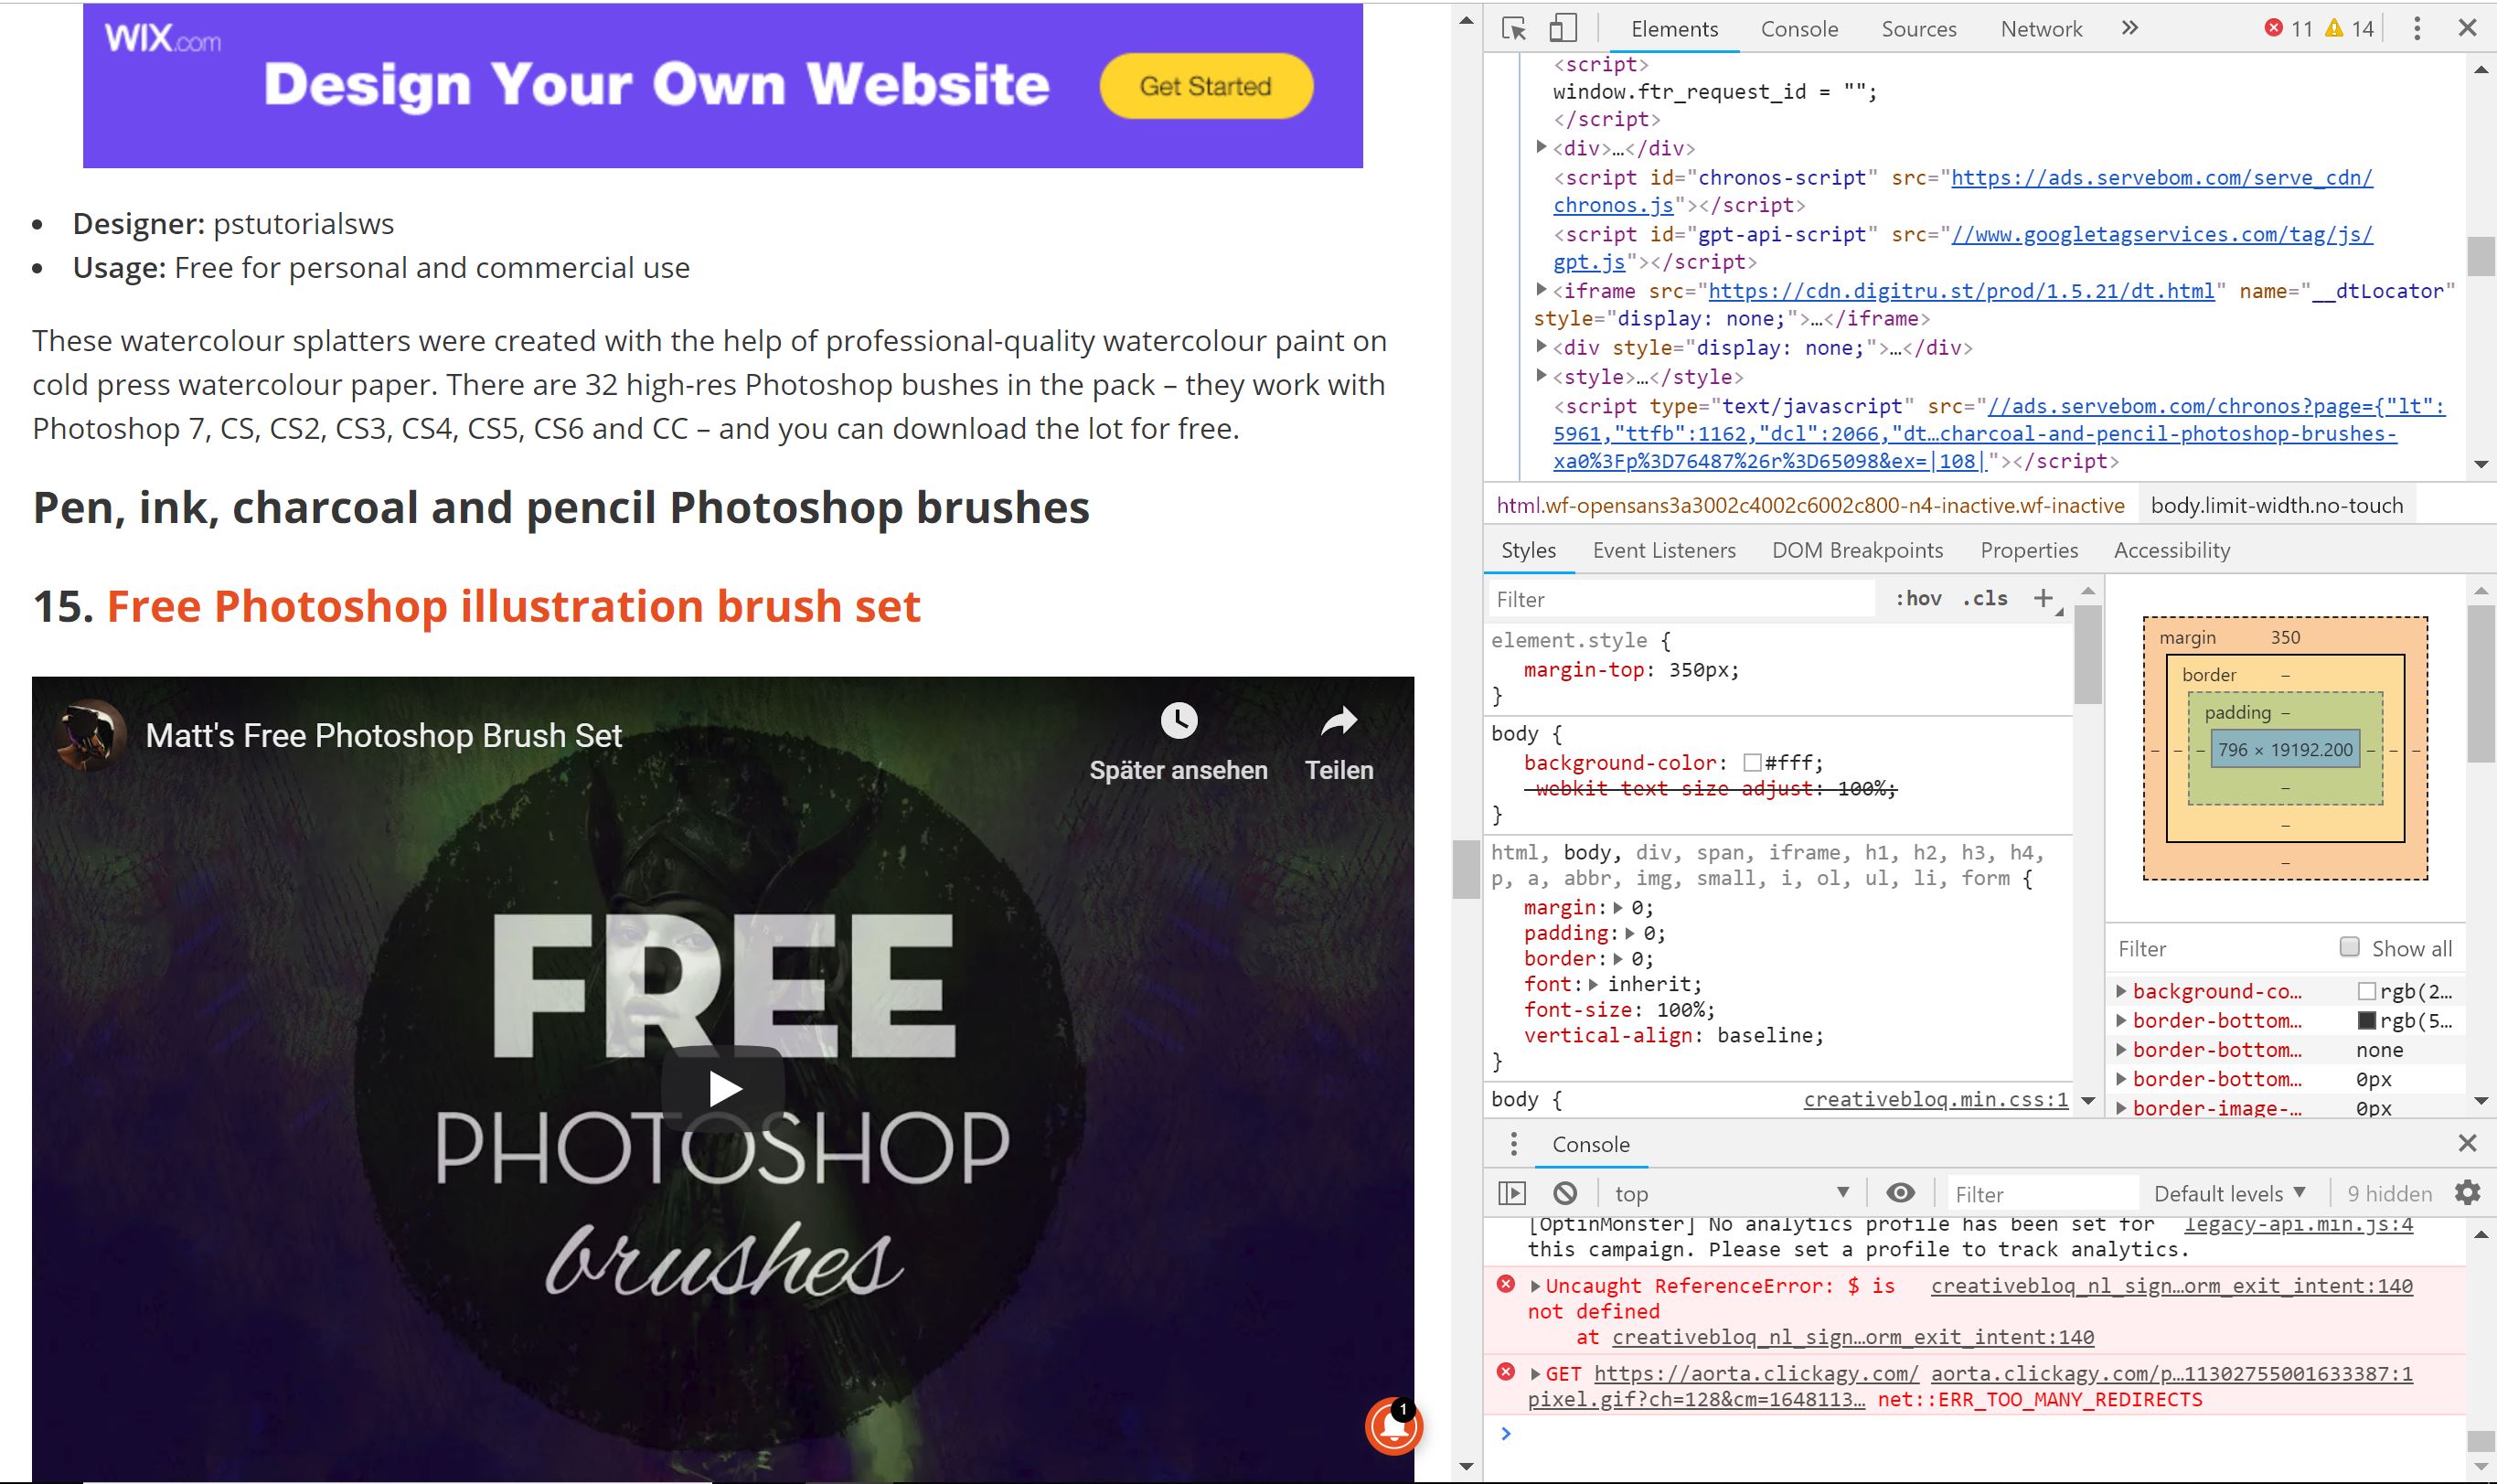 WIX.com
Design Your Own Website
Get Started
Designer: pstutorialsws
Usage: Free for personal and commercial use
These watercolour splatters were created with the help of professional-quality watercolour paint on
cold press watercolour paper. There are 32 high-res Photoshop bushes in the pack – they work with
Photoshop 7, CS, CS2, CS3, CS4, CS5, CS6 and CC – and you can download the lot for free.
Pen, ink, charcoal and pencil Photoshop brushes
15. Free Photoshop illustration brush set
Matt's Free Photoshop Brush Set
Später ansehen
Teilen
FREE
PHOTOSHOP
brushes
1
Elements Console Sources Network » 11 14
<script>
window.ftr_request_id = "";
</script>
<div>…</div>
<script id="chronos-script" src="https://ads.servebom.com/serve_cdn/
chronos.js"></script>
<script id="gpt-api-script" src="//www.googletagservices.com/tag/js/
gpt.js"></script>
<iframe src="https://cdn.digitru.st/prod/1.5.21/dt.html" name="__dtLocator"
style="display: none;">…</iframe>
<div style="display: none;">…</div>
<style>…</style>
<script type="text/javascript" src="//ads.servebom.com/chronos?page={"lt":
5961,"ttfb":1162,"dcl":2066,"dt…charcoal-and-pencil-photoshop-brushes-
xa0%3Fp%3D76487%26r%3D65098&ex=|108|"></script>
html.wf-opensans3a3002c4002c6002c800-n4-inactive.wf-inactive body.limit-width.no-touch
Styles Event Listeners DOM Breakpoints Properties Accessibility
Filter :hov .cls +
element.style {
margin-top: 350px;
}
body {
background-color: #fff;
-webkit-text-size-adjust: 100%;
}
html, body, div, span, iframe, h1, h2, h3, h4,
p, a, abbr, img, small, i, ol, ul, li, form {
margin: 0;
padding: 0;
border: 0;
font: inherit;
font-size: 100%;
vertical-align: baseline;
}
body { creativebloq.min.css:1
margin 350
border –
padding –
– – – 796 × 19192.200 – – –
–
–
–
Filter Show all
background-co… rgb(2…
border-bottom… rgb(5…
border-bottom… none
border-bottom… 0px
border-image-… 0px
Console
top Filter Default levels 9 hidden
[OptinMonster] No analytics profile has been set for legacy-api.min.js:4
this campaign. Please set a profile to track analytics.
Uncaught ReferenceError: $ is creativebloq_nl_sign…orm_exit_intent:140
not defined
at creativebloq_nl_sign…orm_exit_intent:140
GET https://aorta.clickagy.com/ aorta.clickagy.com/p…113027550016333​87:1
pixel.gif?ch=128&cm=1648113… net::ERR_TOO_MANY_REDIRECTS